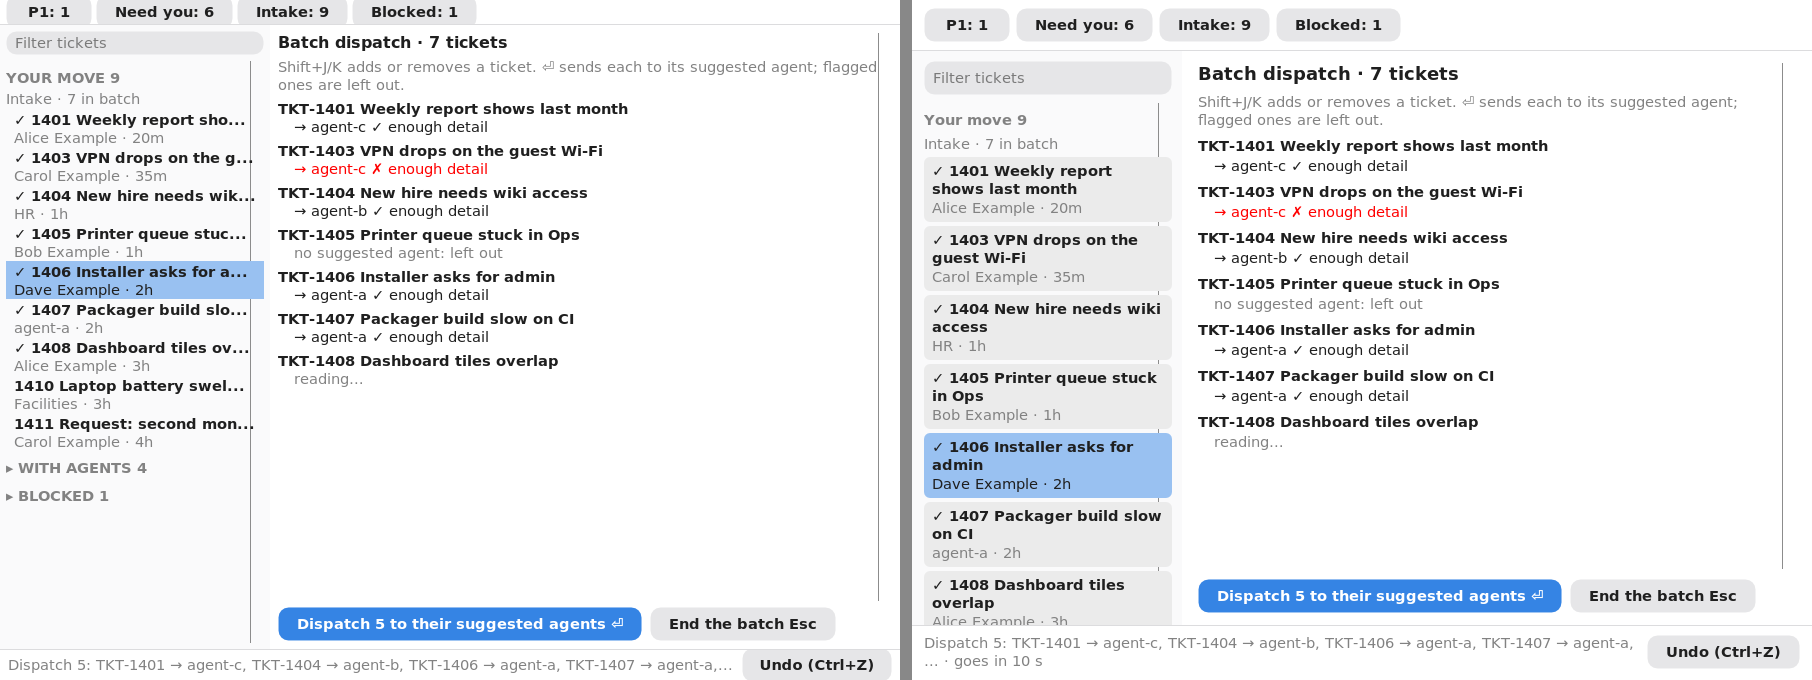 P1: 1
Need you: 6
Intake: 9
Blocked: 1
Filter tickets
YOUR MOVE 9
Intake · 7 in batch
✓ 1401 Weekly report sho...
Alice Example · 20m
✓ 1403 VPN drops on the g...
Carol Example · 35m
✓ 1404 New hire needs wik...
HR · 1h
✓ 1405 Printer queue stuc...
Bob Example · 1h
✓ 1406 Installer asks for a...
Dave Example · 2h
✓ 1407 Packager build slo...
agent-a · 2h
✓ 1408 Dashboard tiles ov...
Alice Example · 3h
1410 Laptop battery swel...
Facilities · 3h
1411 Request: second mon...
Carol Example · 4h
▸ WITH AGENTS 4
▸ BLOCKED 1
Batch dispatch · 7 tickets
Shift+J/K adds or removes a ticket. ⏎ sends each to its suggested agent; flagged
ones are left out.
TKT-1401 Weekly report shows last month
→ agent-c ✓ enough detail
TKT-1403 VPN drops on the guest Wi-Fi
→ agent-c ✗ enough detail
TKT-1404 New hire needs wiki access
→ agent-b ✓ enough detail
TKT-1405 Printer queue stuck in Ops
no suggested agent: left out
TKT-1406 Installer asks for admin
→ agent-a ✓ enough detail
TKT-1407 Packager build slow on CI
→ agent-a ✓ enough detail
TKT-1408 Dashboard tiles overlap
reading...
Dispatch 5 to their suggested agents ⏎
End the batch Esc
Dispatch 5: TKT-1401 → agent-c, TKT-1404 → agent-b, TKT-1406 → agent-a, TKT-1407 → agent-a,...
Undo (Ctrl+Z)
P1: 1
Need you: 6
Intake: 9
Blocked: 1
Filter tickets
Your move 9
Intake · 7 in batch
✓ 1401 Weekly report
shows last month
Alice Example · 20m
✓ 1403 VPN drops on the
guest Wi-Fi
Carol Example · 35m
✓ 1404 New hire needs wiki
access
HR · 1h
✓ 1405 Printer queue stuck
in Ops
Bob Example · 1h
✓ 1406 Installer asks for
admin
Dave Example · 2h
✓ 1407 Packager build slow
on CI
agent-a · 2h
✓ 1408 Dashboard tiles
overlap
Alice Example · 3h
Batch dispatch · 7 tickets
Shift+J/K adds or removes a ticket. ⏎ sends each to its suggested agent;
flagged ones are left out.
TKT-1401 Weekly report shows last month
→ agent-c ✓ enough detail
TKT-1403 VPN drops on the guest Wi-Fi
→ agent-c ✗ enough detail
TKT-1404 New hire needs wiki access
→ agent-b ✓ enough detail
TKT-1405 Printer queue stuck in Ops
no suggested agent: left out
TKT-1406 Installer asks for admin
→ agent-a ✓ enough detail
TKT-1407 Packager build slow on CI
→ agent-a ✓ enough detail
TKT-1408 Dashboard tiles overlap
reading...
Dispatch 5 to their suggested agents ⏎
End the batch Esc
Dispatch 5: TKT-1401 → agent-c, TKT-1404 → agent-b, TKT-1406 → agent-a, TKT-1407 → agent-a,
... · goes in 10 s
Undo (Ctrl+Z)